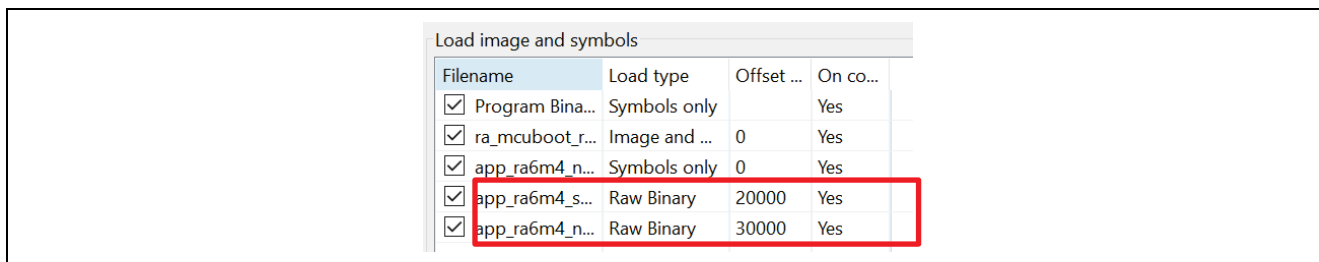 Load image and symbols
Filename Load type Offset ... On co...
Program Bina... Symbols only Yes
ra_mcuboot_r... Image and ... 0 Yes
app_ra6m4_n... Symbols only 0 Yes
app_ra6m4_s... Raw Binary 20000 Yes
app_ra6m4_n... Raw Binary 30000 Yes